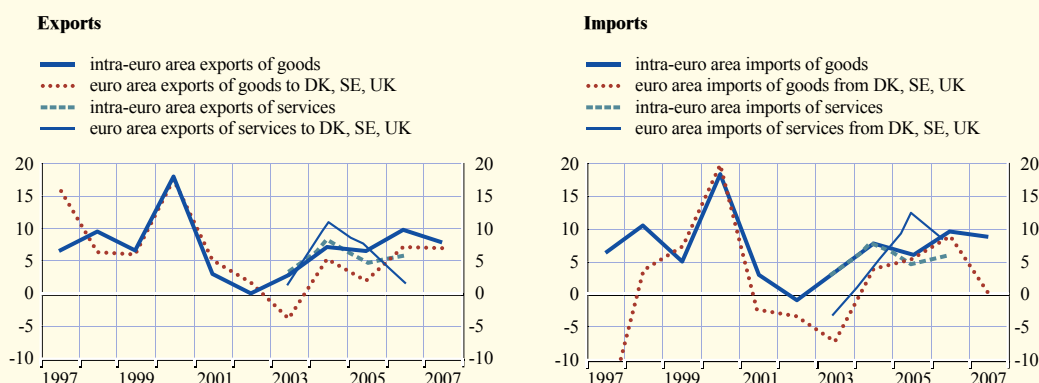 Exports
intra-euro area exports of goods
euro area exports of goods to DK, SE, UK
intra-euro area exports of services
euro area exports of services to DK, SE, UK
20 20
15 15
10 10
5 5
0 0
-5 -5
-10 -10
1997 1999 2001 2003 2005 2007
Imports
intra-euro area imports of goods
euro area imports of goods from DK, SE, UK
intra-euro area imports of services
euro area imports of services from DK, SE, UK
20 20
15 15
10 10
5 5
0 0
-5 -5
-10 -10
1997 1999 2001 2003 2005 2007